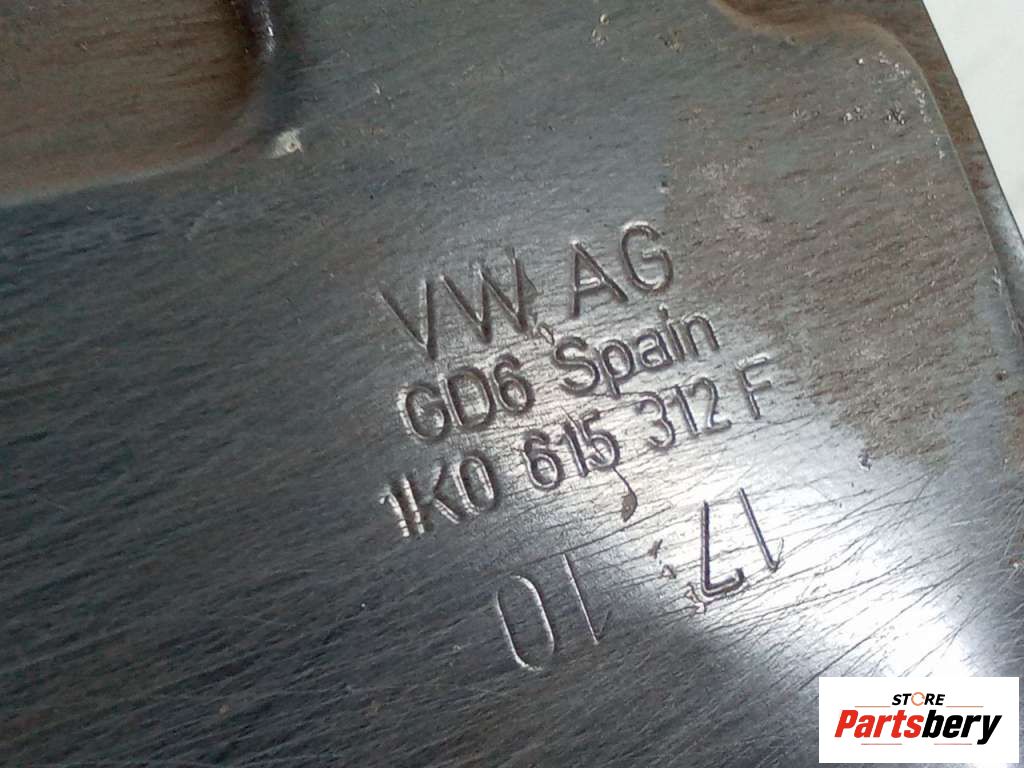 VW AG
GD6 Spain
1K0 615 312 F
17 10
STORE
Partsbery